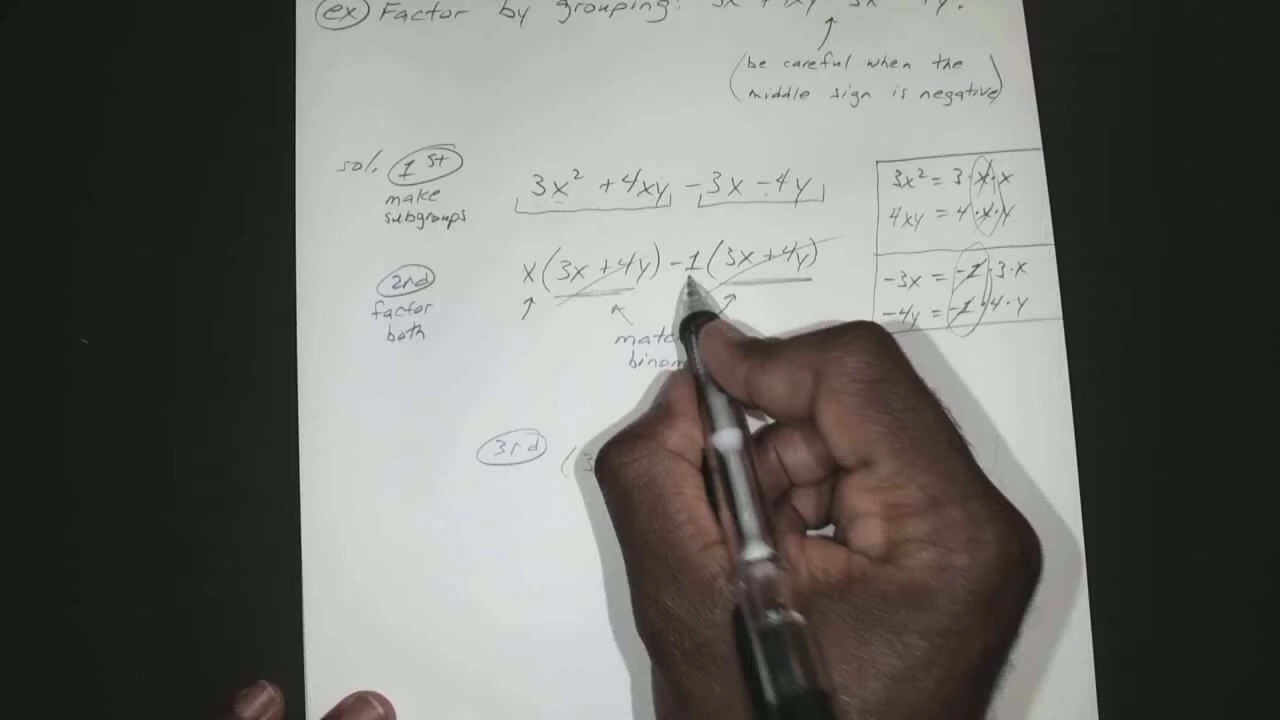 ex Factor by grouping:
(be careful when the
middle sign is negative)
sol. 1st
make
subgroups
3x² + 4xy - 3x - 4y
2nd
factor
both
x(3x + 4y) - 1(3x + 4y)
3x² = 3 · x · x
4xy = 4 · x · y
-3x = -1 · 3 · x
-4y = -1 · 4 · y
3rd (